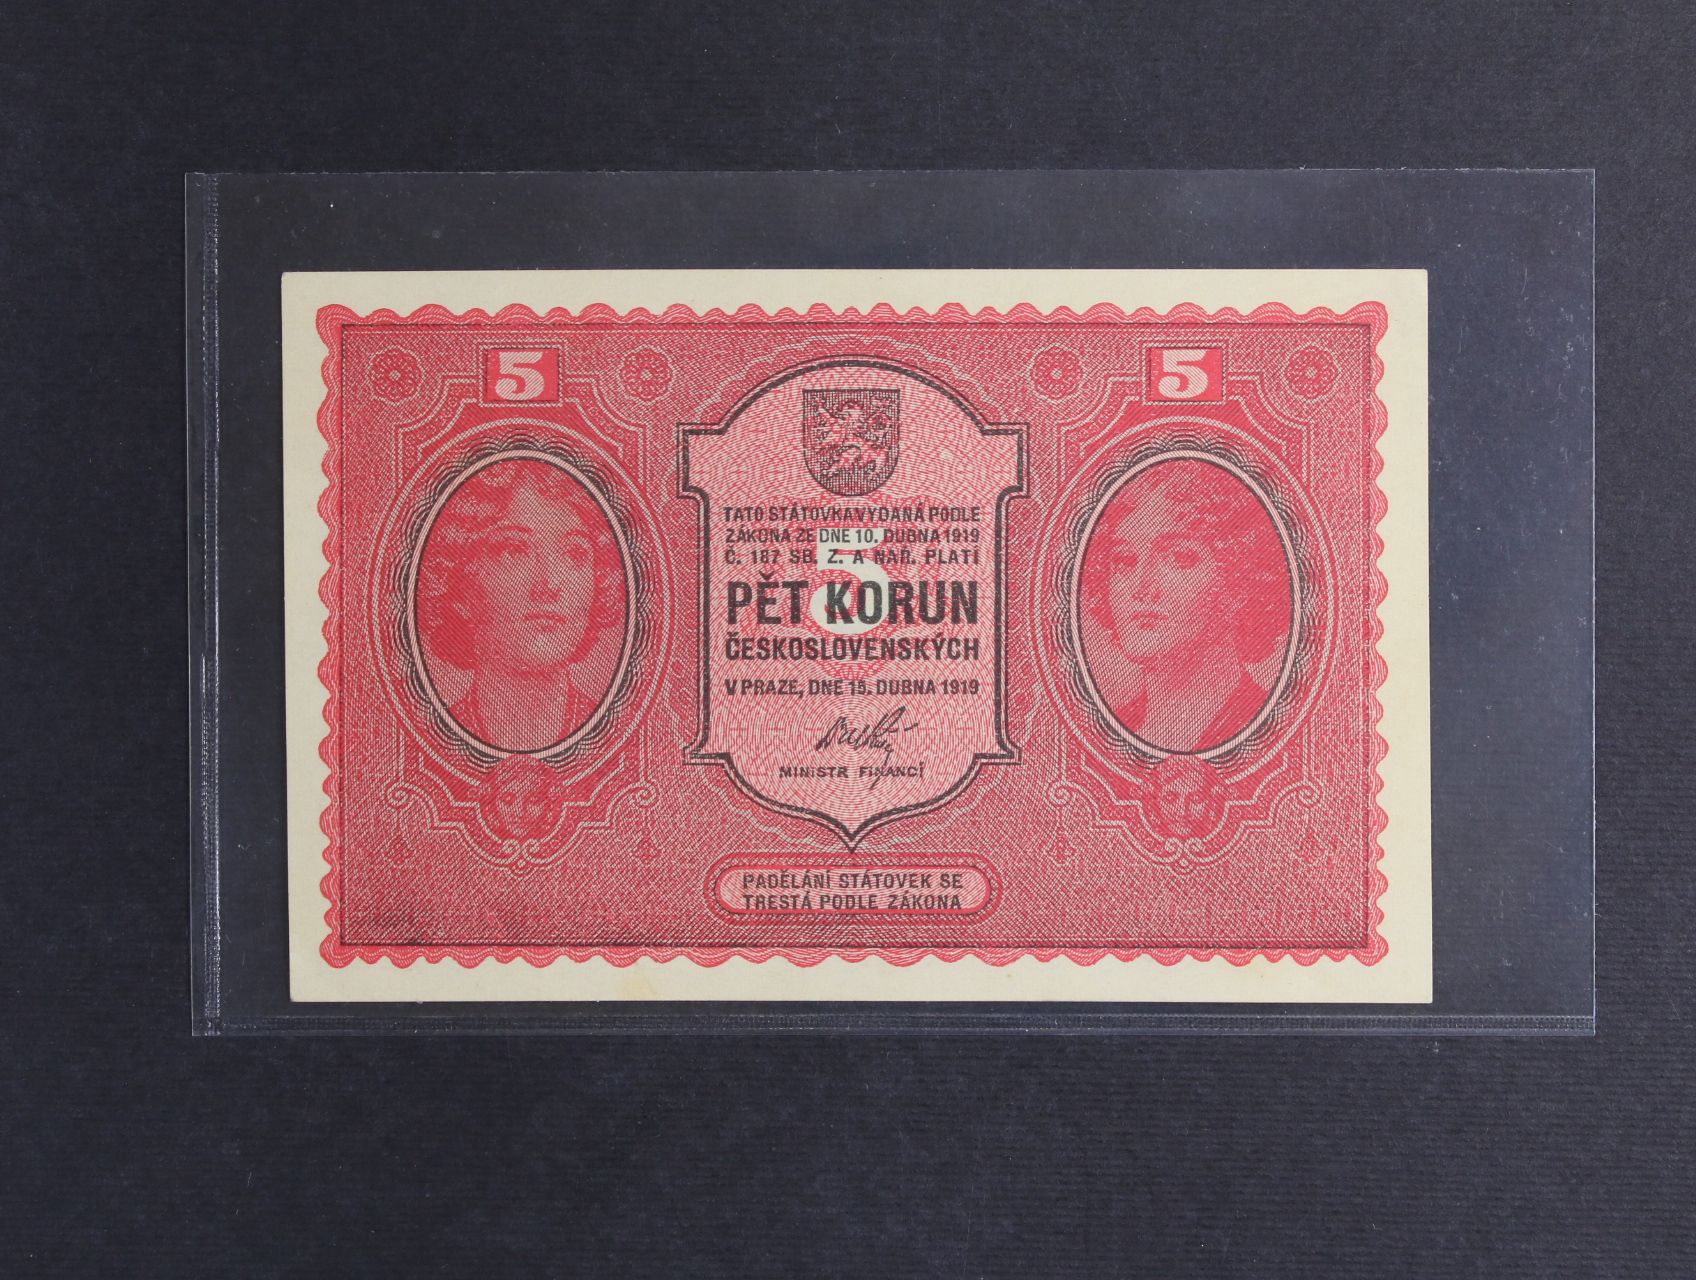 5 5
TATO STÁTOVKA VYDANÁ PODLE
ZÁKONA ZE DNE 10. DUBNA 1919
Č. 187 SB. Z. A NAŘ. PLATÍ
5
PĚT KORUN
ČESKOSLOVENSKÝCH
V PRAZE, DNE 15. DUBNA 1919
MINISTR FINANCÍ
PADĚLÁNÍ STÁTOVEK SE
TRESTÁ PODLE ZÁKONA